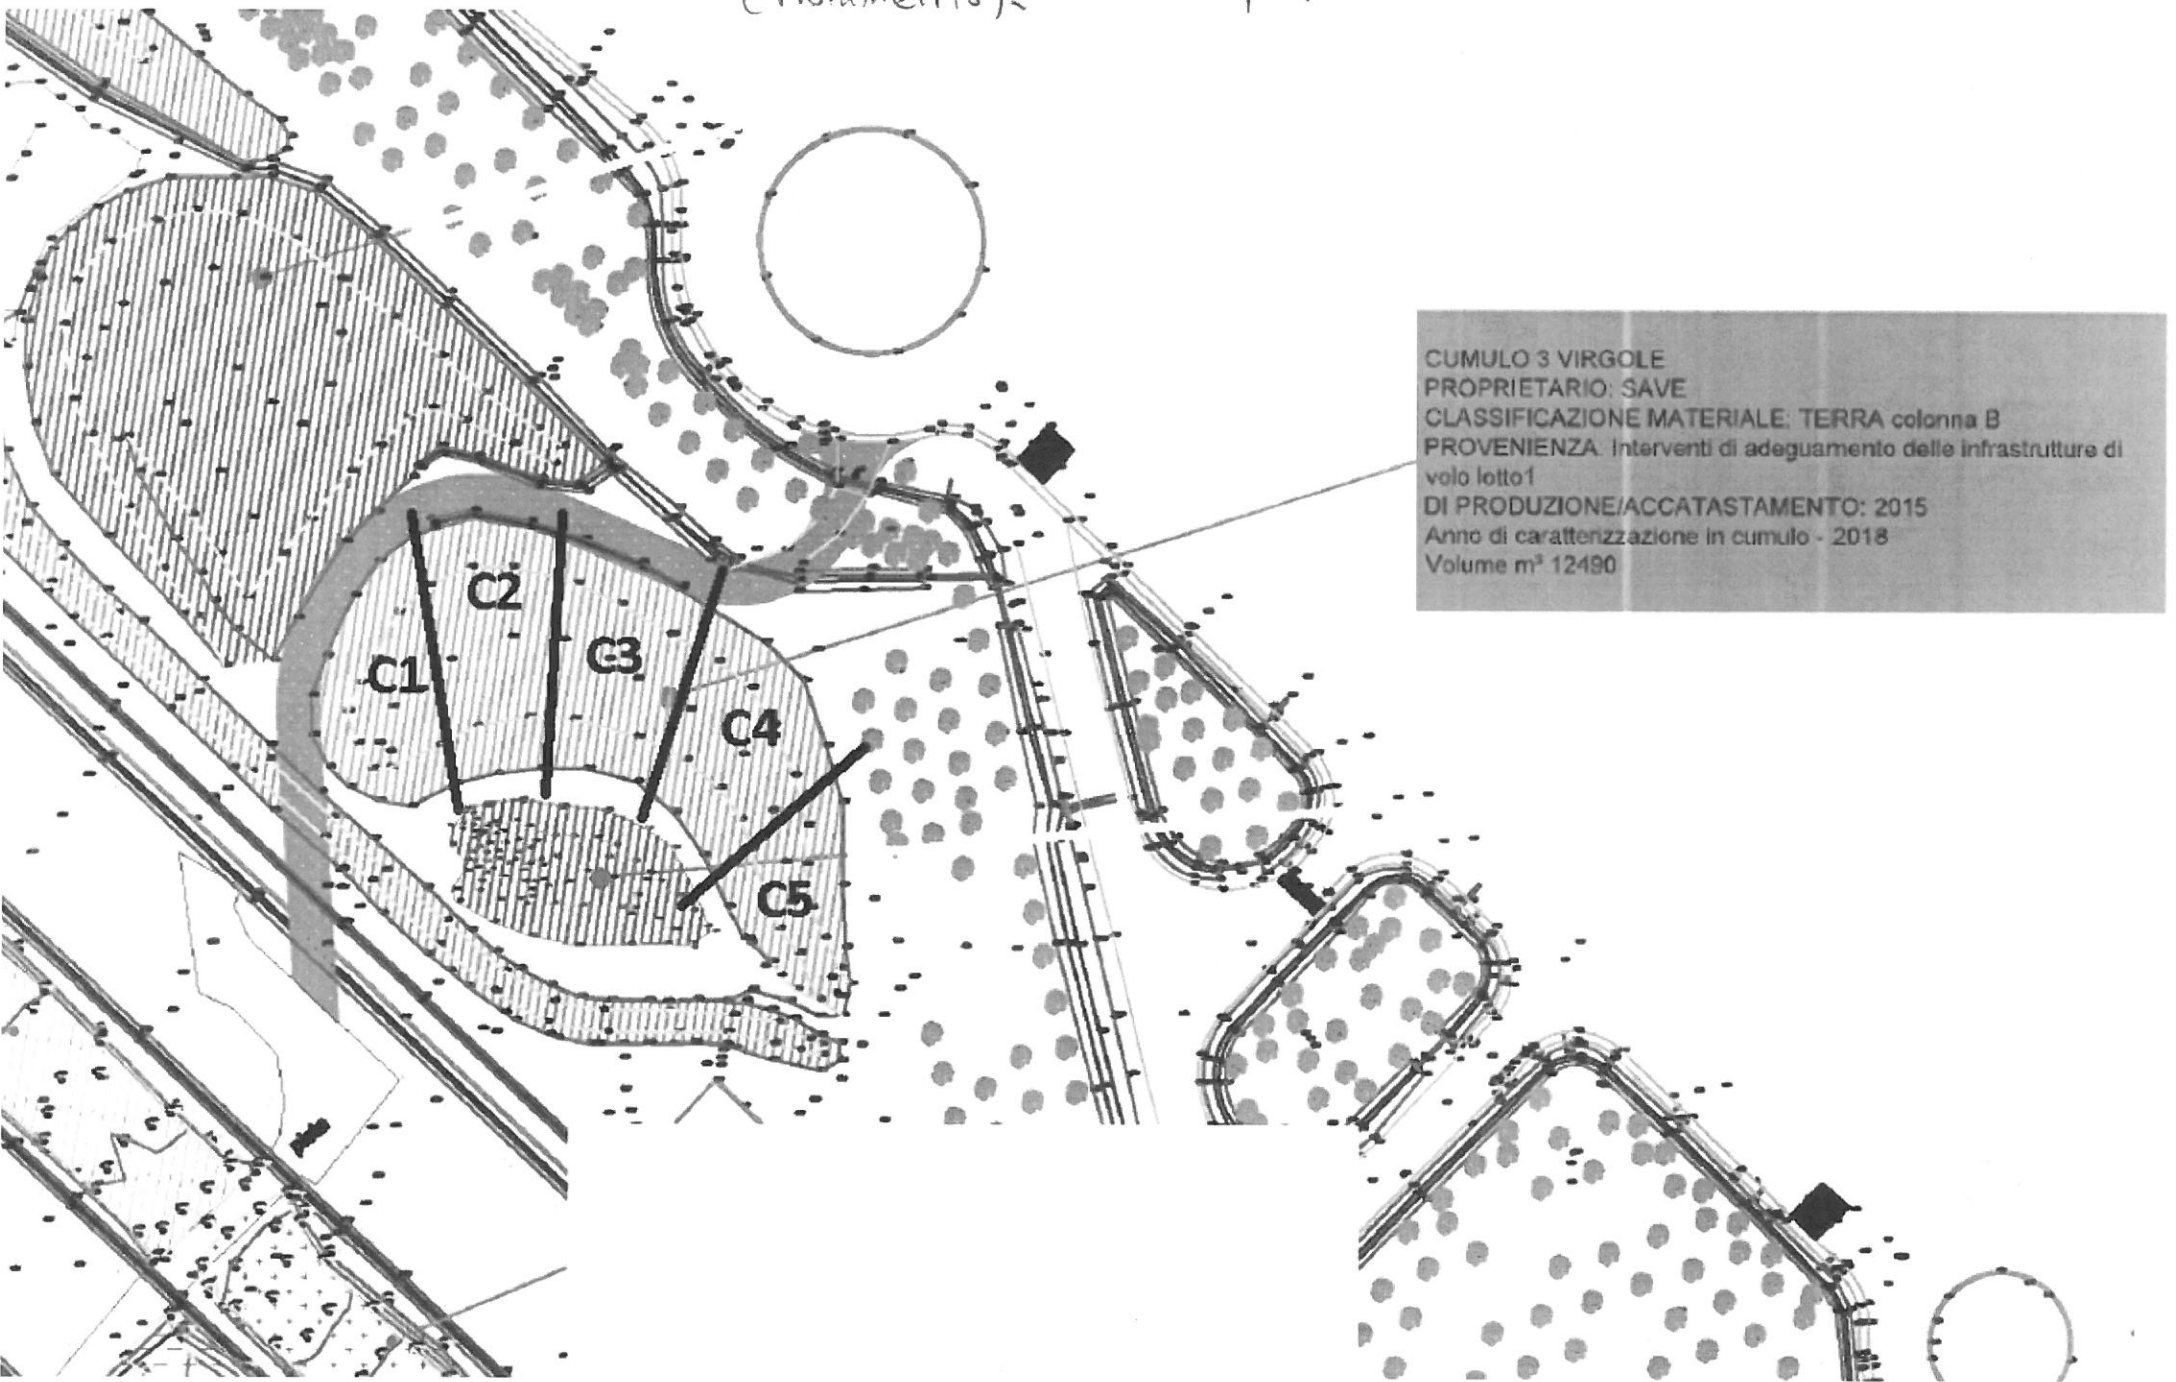 CUMULO 3 VIRGOLE
PROPRIETARIO: SAVE
CLASSIFICAZIONE MATERIALE: TERRA colonna B
PROVENIENZA: Interventi di adeguamento delle infrastrutture di
volo lotto1
DI PRODUZIONE/ACCATASTAMENTO: 2015
Anno di caratterizzazione in cumulo - 2018
Volume m³ 12490
C2
C3
C1
C4
C5